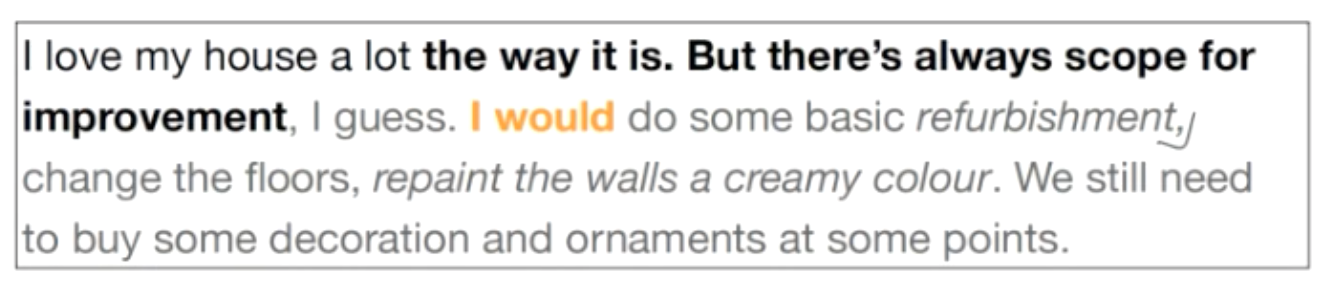 I love my house a lot the way it is. But there’s always scope for
improvement, I guess. I would do some basic refurbishment,
change the floors, repaint the walls a creamy colour. We still need
to buy some decoration and ornaments at some points.